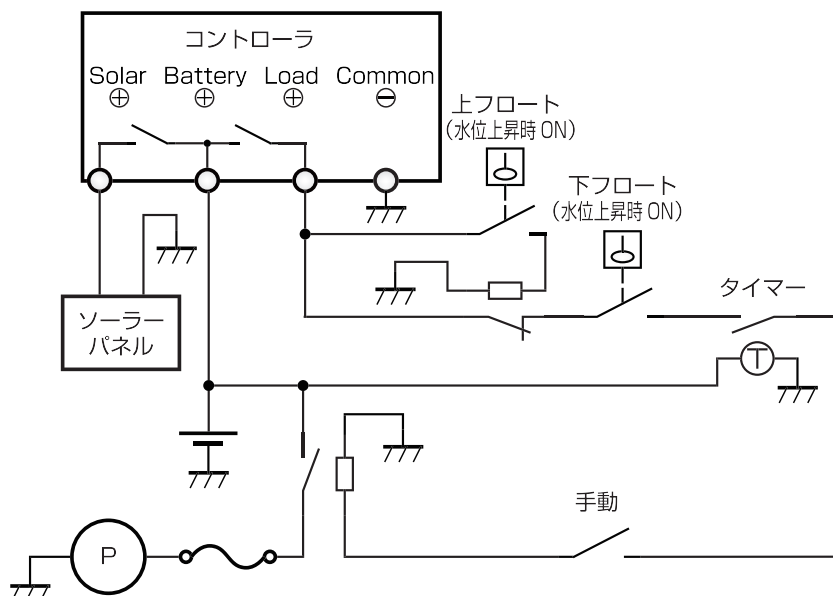 コントローラ
Solar Battery Load Common
上フロート
(水位上昇時 ON)
下フロート
(水位上昇時 ON)
タイマー
ソーラー
パネル
T
手動
P